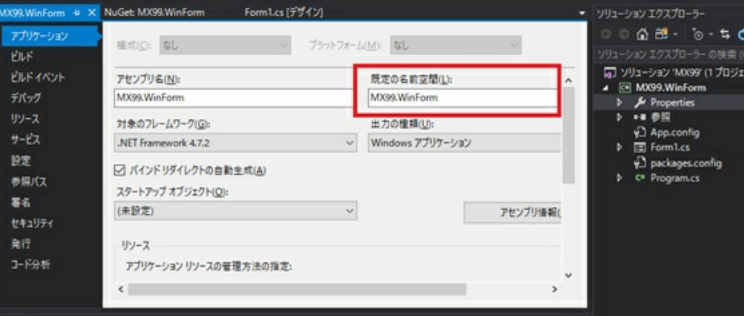 MX99.WinForm
NuGet: MX99.WinForm
Form1.cs [デザイン]
アプリケーション
ビルド
ビルド イベント
デバッグ
リソース
サービス
設定
参照パス
署名
セキュリティ
発行
コード分析
構成(C): なし
プラットフォーム(M): なし
アセンブリ名(N):
既定の名前空間(L):
MX99.WinForm
MX99.WinForm
対象のフレームワーク(G):
出力の種類(U):
.NET Framework 4.7.2
Windows アプリケーション
バインド リダイレクトの自動生成(A)
スタートアップ オブジェクト(O):
(未設定)
アセンブリ情報(
リソース
アプリケーション リソースの管理方法の指定:
ソリューション エクスプローラー
ソリューション エクスプローラー の検索 (
ソリューション 'MX99' (1 プロジェ
MX99.WinForm
Properties
参照
App.config
Form1.cs
packages.config
C# Program.cs